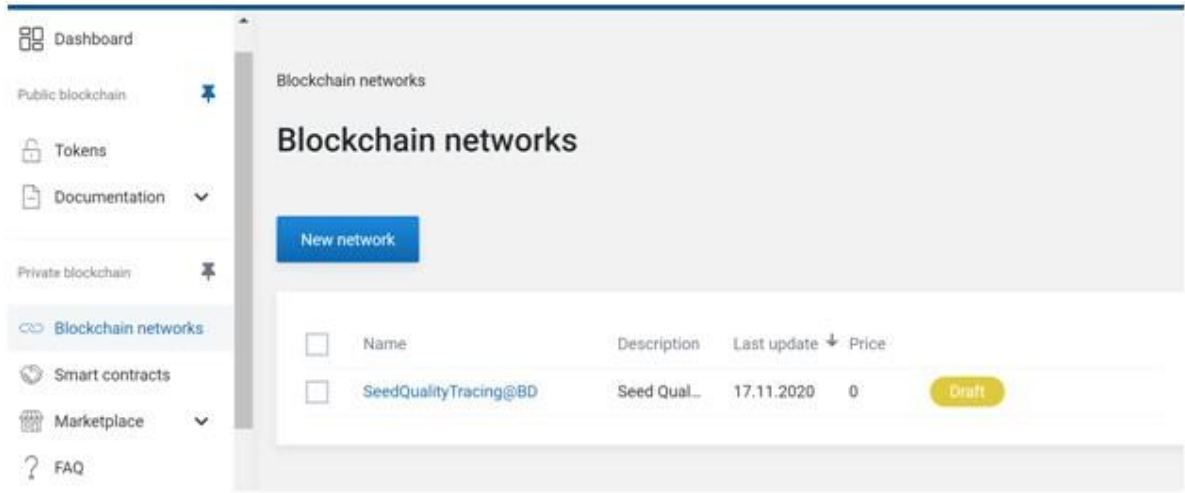 Dashboard
Public blockchain
Tokens
Documentation
Private blockchain
Blockchain networks
Smart contracts
Marketplace
FAQ
Blockchain networks
Blockchain networks
New network
Name Description Last update Price
SeedQualityTracing@BD Seed Qual... 17.11.2020 0 Draft